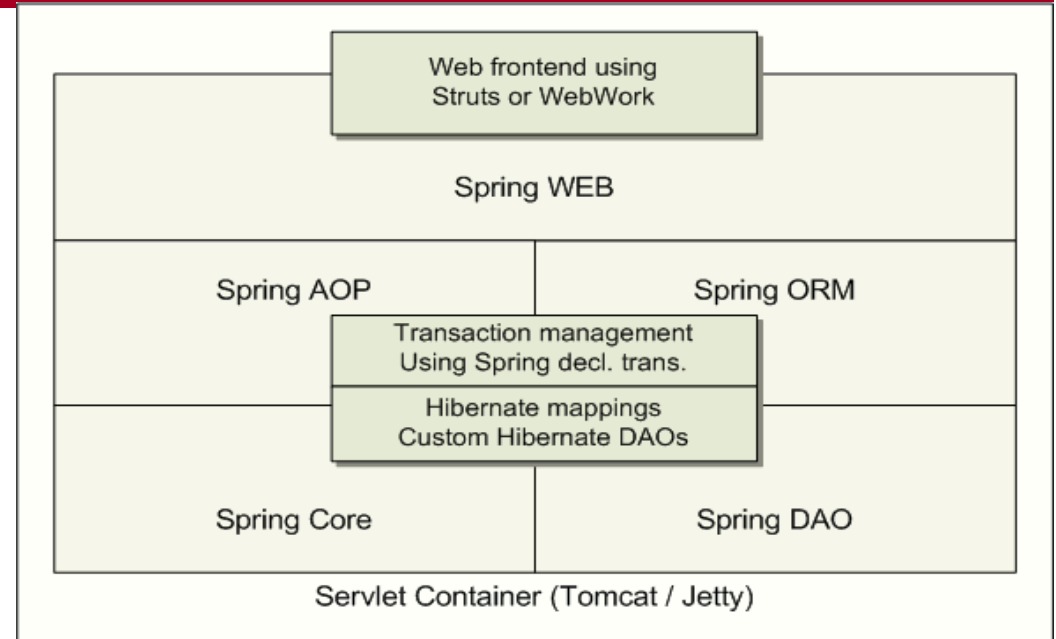 Web frontend using
Struts or WebWork
Spring WEB
Spring AOP
Spring ORM
Transaction management
Using Spring decl. trans.
Hibernate mappings
Custom Hibernate DAOs
Spring Core
Spring DAO
Servlet Container (Tomcat / Jetty)